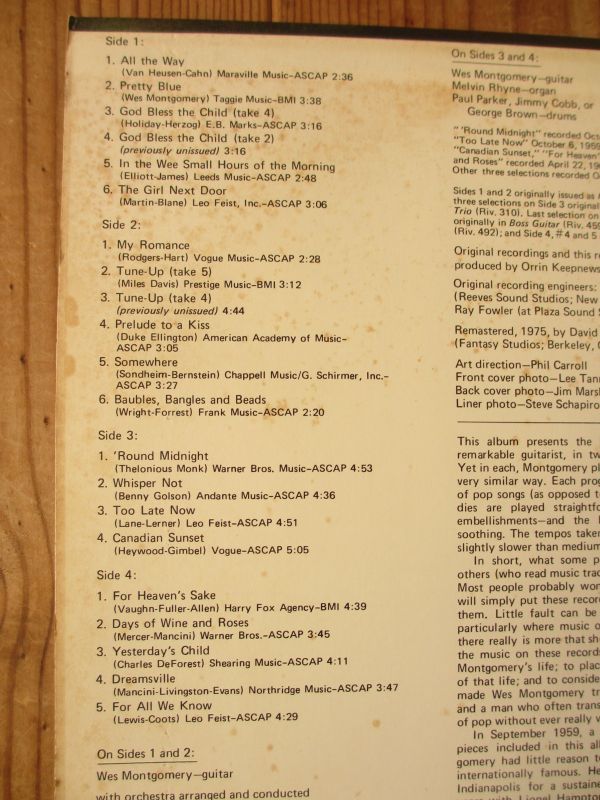 Side 1:
1. All the Way
(Van Heusen-Cahn) Maraville Music–ASCAP 2:36
2. Pretty Blue
(Wes Montgomery) Taggie Music–BMI 3:38
3. God Bless the Child (take 4)
(Holiday-Herzog) E.B. Marks–ASCAP 3:16
4. God Bless the Child (take 2)
(previously unissued) 3:16
5. In the Wee Small Hours of the Morning
(Elliott-James) Leeds Music–ASCAP 2:48
6. The Girl Next Door
(Martin-Blane) Leo Feist, Inc.–ASCAP 3:06
Side 2:
1. My Romance
(Rodgers-Hart) Vogue Music–ASCAP 2:28
2. Tune-Up (take 5)
(Miles Davis) Prestige Music–BMI 3:12
3. Tune-Up (take 4)
(previously unissued) 4:44
4. Prelude to a Kiss
(Duke Ellington) American Academy of Music–
ASCAP 3:05
5. Somewhere
(Sondheim-Bernstein) Chappell Music/G. Schirmer, Inc.–
ASCAP 3:27
6. Baubles, Bangles and Beads
(Wright-Forrest) Frank Music–ASCAP 2:20
Side 3:
1. 'Round Midnight
(Thelonious Monk) Warner Bros. Music–ASCAP 4:53
2. Whisper Not
(Benny Golson) Andante Music–ASCAP 4:36
3. Too Late Now
(Lane-Lerner) Leo Feist–ASCAP 4:51
4. Canadian Sunset
(Heywood-Gimbel) Vogue–ASCAP 5:05
Side 4:
1. For Heaven's Sake
(Vaughn-Fuller-Allen) Harry Fox Agency–BMI 4:39
2. Days of Wine and Roses
(Mercer-Mancini) Warner Bros.–ASCAP 3:45
3. Yesterday's Child
(Charles DeForest) Shearing Music–ASCAP 4:11
4. Dreamsville
(Mancini-Livingston-Evans) Northridge Music–ASCAP 3:47
5. For All We Know
(Lewis-Coots) Leo Feist–ASCAP 4:29
On Sides 1 and 2:
Wes Montgomery—guitar
with orchestra arranged and conducted
On Sides 3 and 4:
Wes Montgomery—guitar
Melvin Rhyne—organ
Paul Parker, Jimmy Cobb, or
George Brown—drums
"'Round Midnight" recorded
"Too Late Now" October 6, 1959
"Canadian Sunset," "For Heaven's
and Roses" recorded April 22,
Other three selections recorded
Sides 1 and 2 originally issued as
three selections on Side 3
Trio (Riv. 310). Last selection on
originally in Boss Guitar (Riv.
(Riv. 492); and Side 4, #4 and 5
Original recordings and this
produced by Orrin Keepnews
Original recording engineers:
(Reeves Sound Studios; New
Ray Fowler (at Plaza Sound
Remastered, 1975, by David
(Fantasy Studios; Berkeley,
Art direction—Phil Carroll
Front cover photo—Lee
Back cover photo—Jim
Liner photo—Steve Schapiro
This album presents the
remarkable guitarist, in
Yet in each, Montgomery
very similar way. Each
of pop songs (as opposed
dies are played
embellishments—and the
soothing. The tempos
slightly slower than medium
In short, what some
others (who read music
Most people probably
will simply put these
them. Little fault can be
particularly where music
there really is more that
the music on these
Montgomery's life; to
of that life; and to
made Wes Montgomery
and a man who often
of pop without ever really
In September 1959, a
pieces included in this
gomery had little reason
internationally famous.
Indianapolis for a
with Lionel